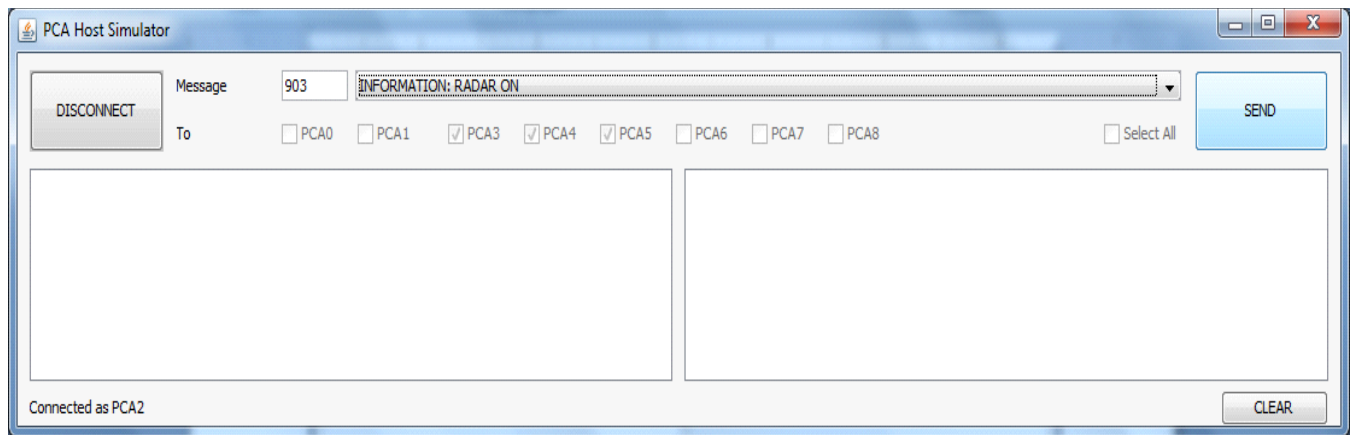 PCA Host Simulator
DISCONNECT
Message 903 INFORMATION: RADAR ON
SEND
To PCA0 PCA1 PCA3 PCA4 PCA5 PCA6 PCA7 PCA8 Select All
Connected as PCA2
CLEAR